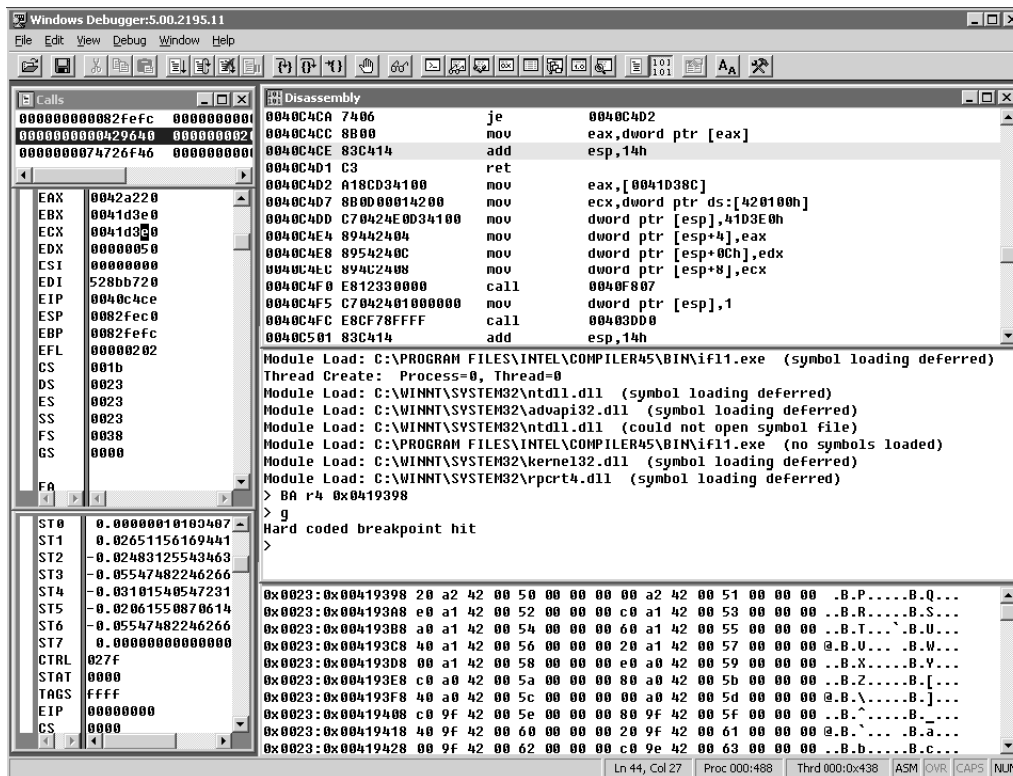 Windows Debugger:5.00.2195.11
File Edit View Debug Window Help
Calls
000000000082fefc 000000000
0000000000429640 000000002
0000000074726f46 000000000
EAX 0042a220
EBX 0041d3e0
ECX 0041d3e0
EDX 00000050
ESI 00000000
EDI 528bb720
EIP 0040c4ce
ESP 0082fec0
EBP 0082fefc
EFL 00000202
CS 001b
DS 0023
ES 0023
SS 0023
FS 0038
GS 0000
EA
ST0 0.00000010103407
ST1 0.02651156169441
ST2 -0.02483125543463
ST3 -0.05547482246266
ST4 -0.03101540547231
ST5 -0.02061550870614
ST6 -0.05547482246266
ST7 0.00000000000000
CTRL 027f
STAT 0000
TAGS ffff
EIP 00000000
CS 0000
Disassembly
0040C4CA 7406 je 0040C4D2
0040C4CC 8B00 mov eax,dword ptr [eax]
0040C4CE 83C414 add esp,14h
0040C4D1 C3 ret
0040C4D2 A18CD34100 mov eax,[0041D38C]
0040C4D7 8B0D00014200 mov ecx,dword ptr ds:[420100h]
0040C4DD C70424E0D34100 mov dword ptr [esp],41D3E0h
0040C4E4 89442404 mov dword ptr [esp+4],eax
0040C4E8 8954240C mov dword ptr [esp+0Ch],edx
0040C4EC 894C2408 mov dword ptr [esp+8],ecx
0040C4F0 E812330000 call 0040F807
0040C4F5 C7042401000000 mov dword ptr [esp],1
0040C4FC E8CF78FFFF call 00403DD0
0040C501 83C414 add esp,14h
Module Load: C:\PROGRAM FILES\INTEL\COMPILER45\BIN\ifl1.exe (symbol loading deferred)
Thread Create: Process=0, Thread=0
Module Load: C:\WINNT\SYSTEM32\ntdll.dll (symbol loading deferred)
Module Load: C:\WINNT\SYSTEM32\advapi32.dll (symbol loading deferred)
Module Load: C:\WINNT\SYSTEM32\ntdll.dll (could not open symbol file)
Module Load: C:\PROGRAM FILES\INTEL\COMPILER45\BIN\ifl1.exe (no symbols loaded)
Module Load: C:\WINNT\SYSTEM32\kernel32.dll (symbol loading deferred)
Module Load: C:\WINNT\SYSTEM32\rpcrt4.dll (symbol loading deferred)
> BA r4 0x0419398
> g
Hard coded breakpoint hit
>
0x0023:0x00419398 20 a2 42 00 50 00 00 00 00 a2 42 00 51 00 00 00 .B.P.....B.Q...
0x0023:0x004193A8 e0 a1 42 00 52 00 00 00 c0 a1 42 00 53 00 00 00 ..B.R.....B.S...
0x0023:0x004193B8 a0 a1 42 00 54 00 00 00 60 a1 42 00 55 00 00 00 ..B.T...`.B.U...
0x0023:0x004193C8 40 a1 42 00 56 00 00 00 20 a1 42 00 57 00 00 00 @.B.V... .B.W...
0x0023:0x004193D8 00 a1 42 00 58 00 00 00 e0 a0 42 00 59 00 00 00 ..B.X.....B.Y...
0x0023:0x004193E8 c0 a0 42 00 5a 00 00 00 80 a0 42 00 5b 00 00 00 ..B.Z.....B.[...
0x0023:0x004193F8 40 a0 42 00 5c 00 00 00 00 a0 42 00 5d 00 00 00 @.B.\.....B.]...
0x0023:0x00419408 c0 9f 42 00 5e 00 00 00 80 9f 42 00 5f 00 00 00 ..B.^.....B._...
0x0023:0x00419418 40 9f 42 00 60 00 00 00 20 9f 42 00 61 00 00 00 @.B.`... .B.a...
0x0023:0x00419428 00 9f 42 00 62 00 00 00 c0 9e 42 00 63 00 00 00 ..B.b.....B.c...
Ln 44, Col 27 Proc 000:488 Thrd 000:0x438 ASM OVR CAPS NUM